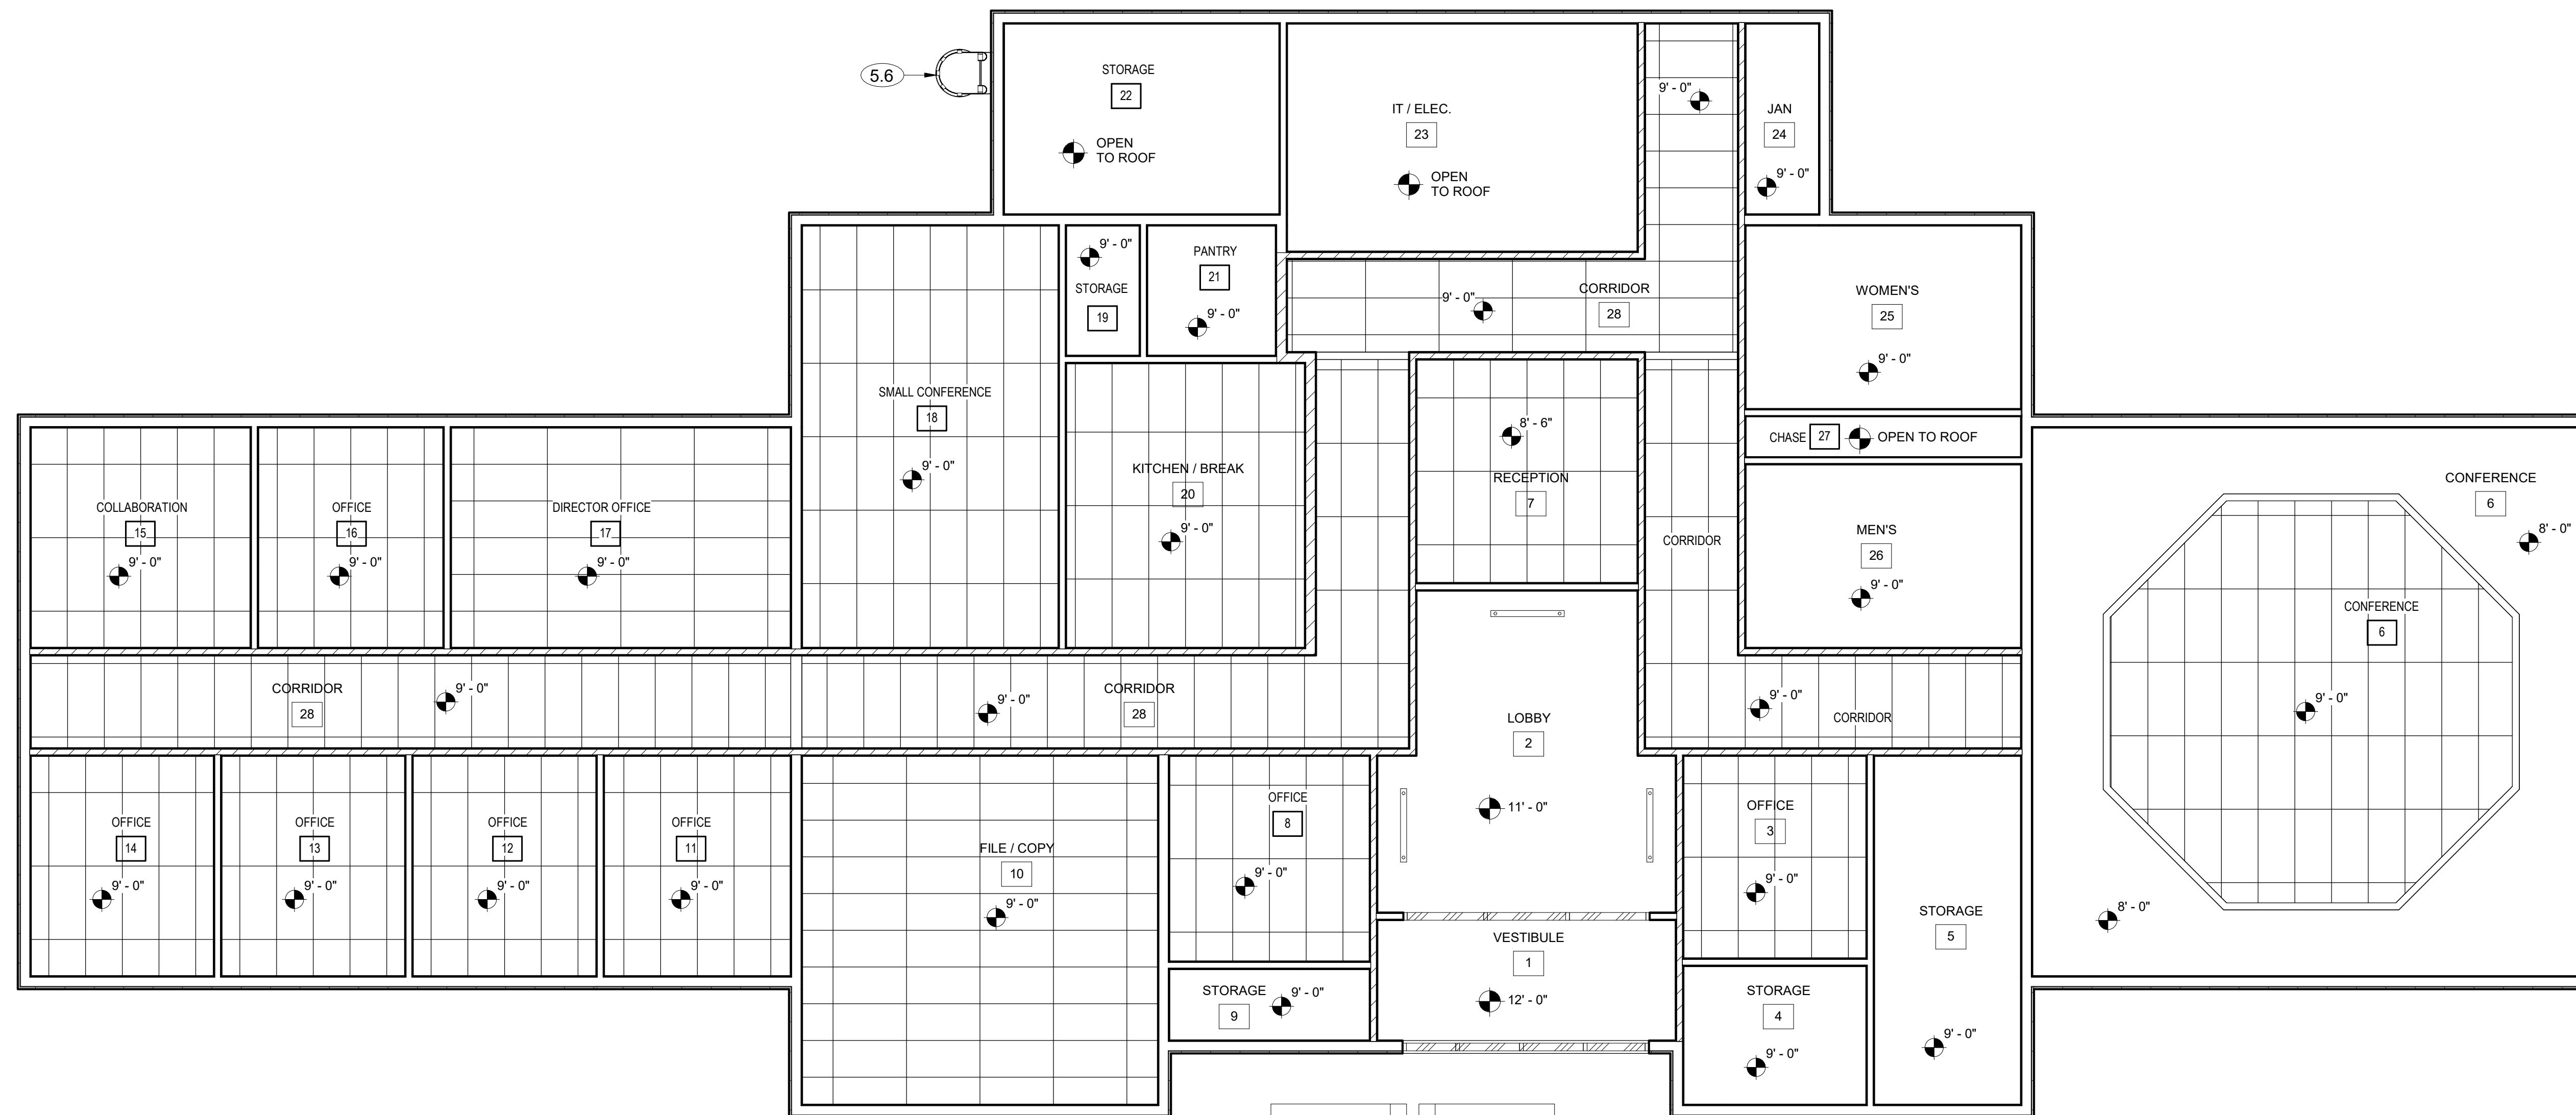 5.6
STORAGE
22
OPEN
TO ROOF
IT / ELEC.
23
OPEN
TO ROOF
9' - 0"
JAN
24
9' - 0"
9' - 0"
STORAGE
19
PANTRY
21
9' - 0"
9' - 0"
CORRIDOR
28
WOMEN'S
25
9' - 0"
SMALL CONFERENCE
18
9' - 0"
KITCHEN / BREAK
20
9' - 0"
8' - 6"
RECEPTION
7
CORRIDOR
CHASE 27 OPEN TO ROOF
MEN'S
26
9' - 0"
CONFERENCE
6
8' - 0"
CONFERENCE
6
9' - 0"
8' - 0"
COLLABORATION
15
9' - 0"
OFFICE
16
9' - 0"
DIRECTOR OFFICE
17
9' - 0"
CORRIDOR
28
9' - 0"
9' - 0"
CORRIDOR
28
LOBBY
2
11' - 0"
9' - 0"
CORRIDOR
OFFICE
14
9' - 0"
OFFICE
13
9' - 0"
OFFICE
12
9' - 0"
OFFICE
11
9' - 0"
FILE / COPY
10
9' - 0"
OFFICE
8
9' - 0"
OFFICE
3
9' - 0"
STORAGE
5
9' - 0"
VESTIBULE
1
12' - 0"
STORAGE
9
9' - 0"
STORAGE
4
9' - 0"